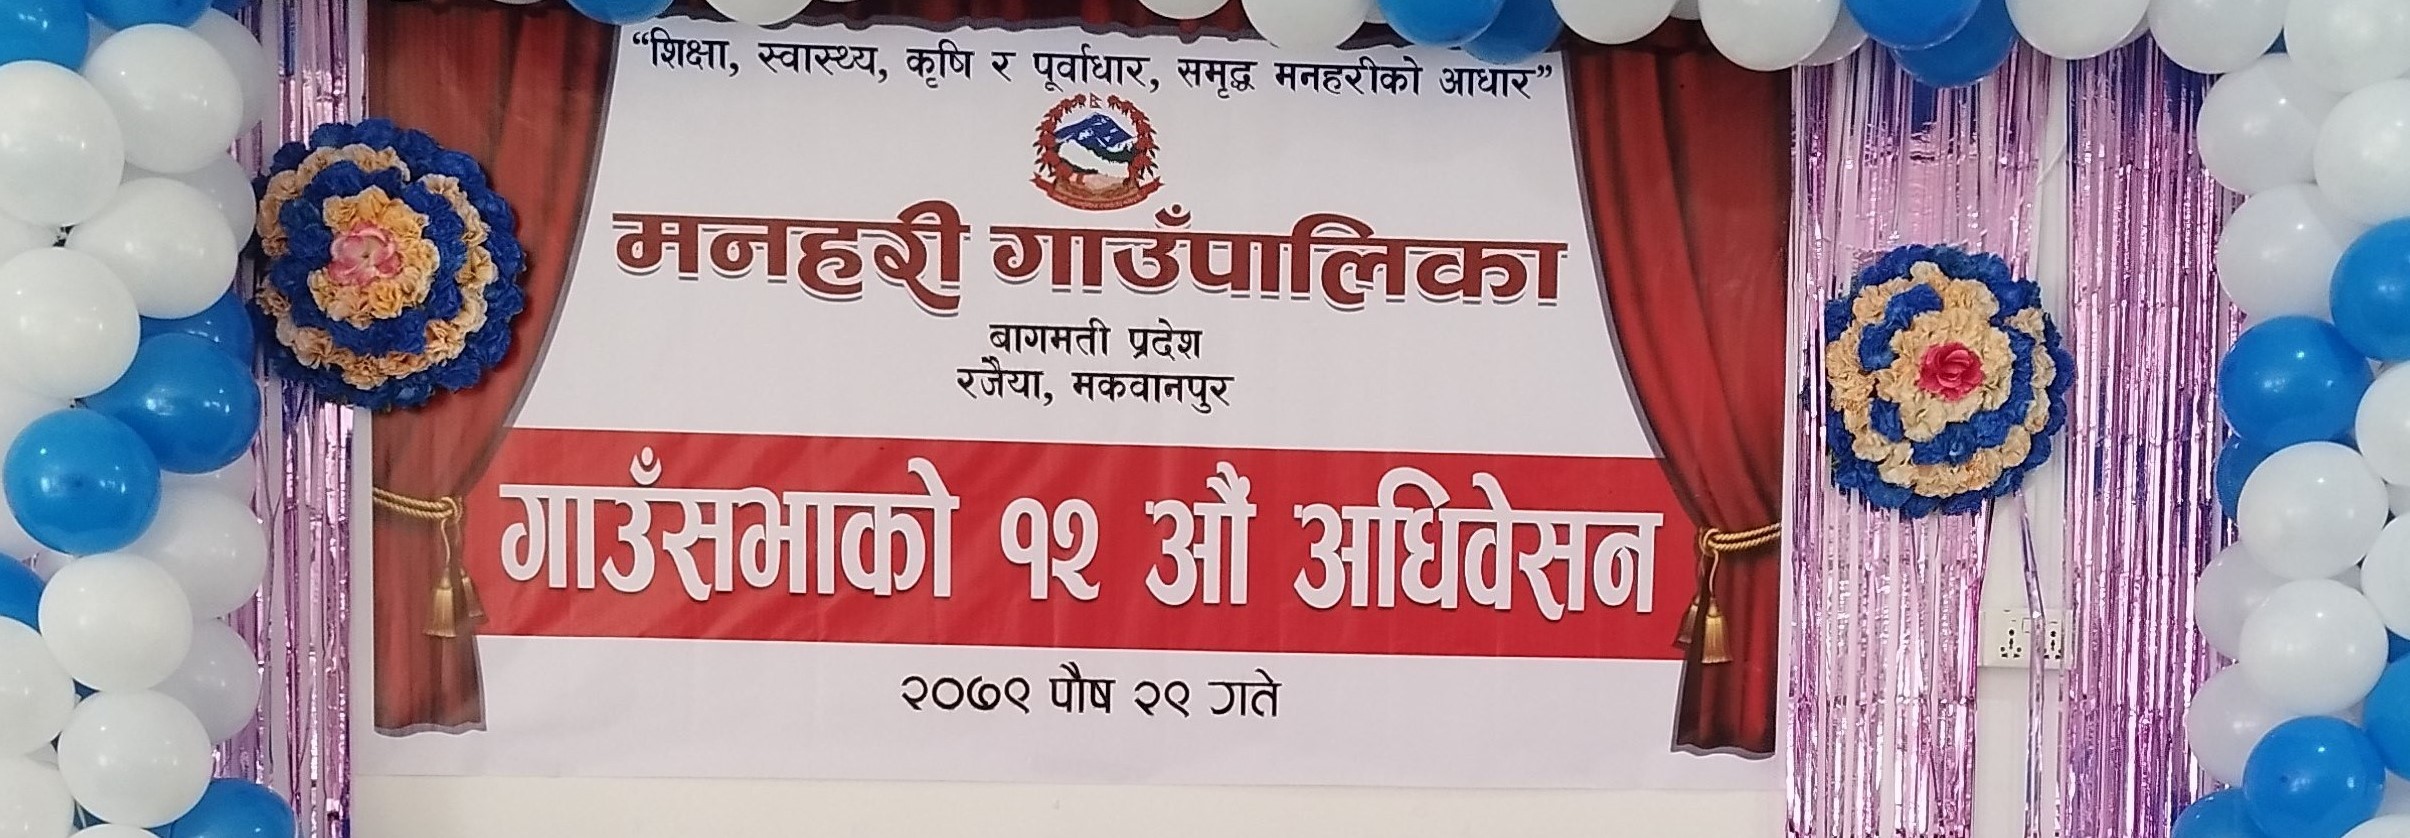 “शिक्षा, स्वास्थ्य, कृषि र पूर्वाधार, समृद्ध मनहरीको आधार”
मनहरी गाउँपालिका
बागमती प्रदेश
रजैया, मकवानपुर
गाउँसभाको १२ औं अधिवेसन
२०७९ पौष २९ गते